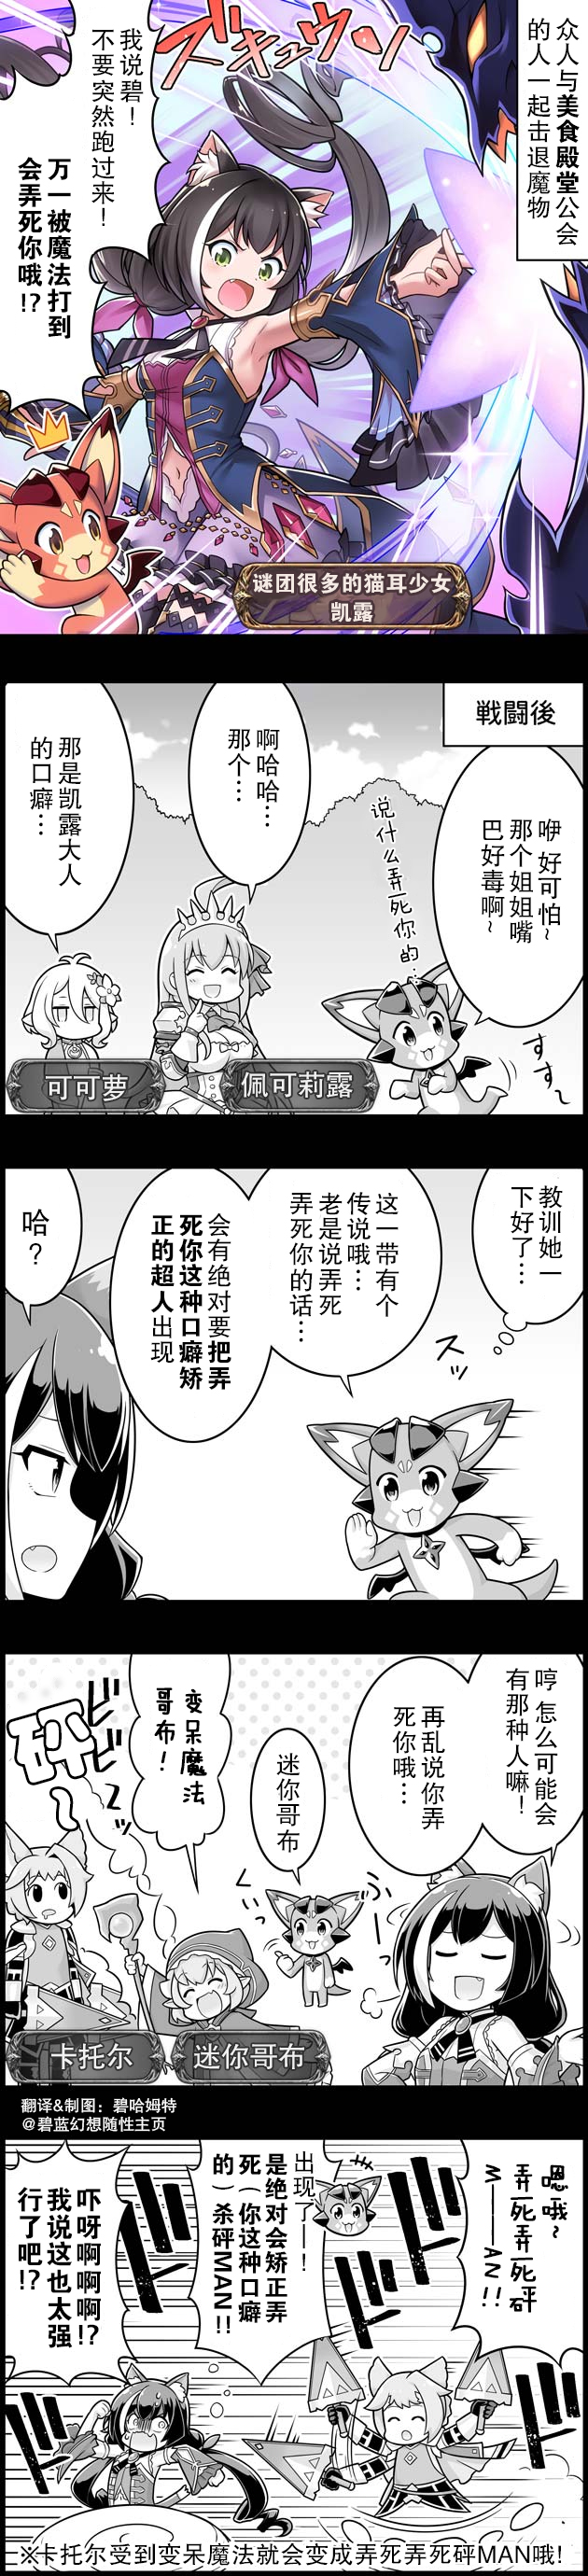 众人与美食殿堂公会
的人一起击退魔物
ズキュウン
我说碧！
不要突然跑过来！
万一被魔法打到
会弄死你哦!?
谜团很多的猫耳少女
凯露
戦闘後
咿 好可怕~
那个姐姐嘴
巴好毒啊~
说什么弄死你的…
すす~
啊哈哈…
那个…
那是凯露大人
的口癖…
佩可莉露
可可萝
教训她一
下好了…
スッ
这一带有个
传说哦…
老是说弄死
弄死你的话…
会有绝对要把弄
死你这种口癖矫
正的超人出现
哈？
哼 怎么可能会
有那种人嘛！
再乱说你弄
死你哦…
ふーー
くいっ
迷你哥布
变呆魔法
哥布！
砰~
迷你哥布
卡托尔
翻译&制图：碧哈姆特
@碧蓝幻想随性主页
嗯哦~
弄死弄死砰
M——AN!!
出现了——！
是绝对会矫正弄
死（你这种口癖
的）杀砰MAN!!
吓呀啊啊啊!?
我说这也太强
行了吧!?
※卡托尔受到变呆魔法就会变成弄死弄死砰MAN哦!